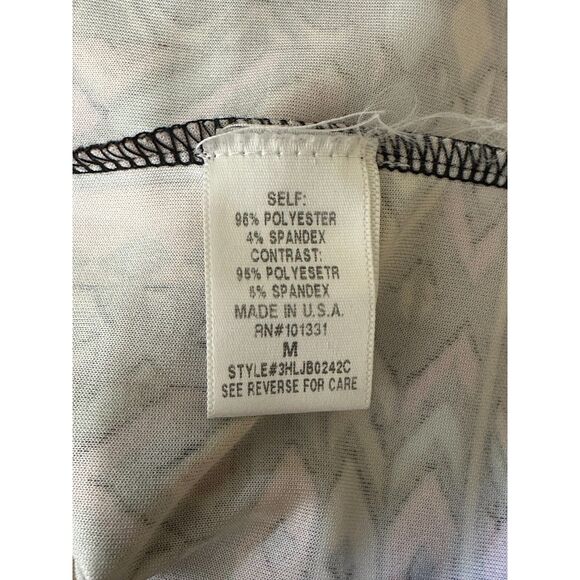 SELF:
96% POLYESTER
4% SPANDEX
CONTRAST:
95% POLYESETR
5% SPANDEX
MADE IN U.S.A.
RN#101331
M
STYLE#3HLJB0242C
SEE REVERSE FOR CARE